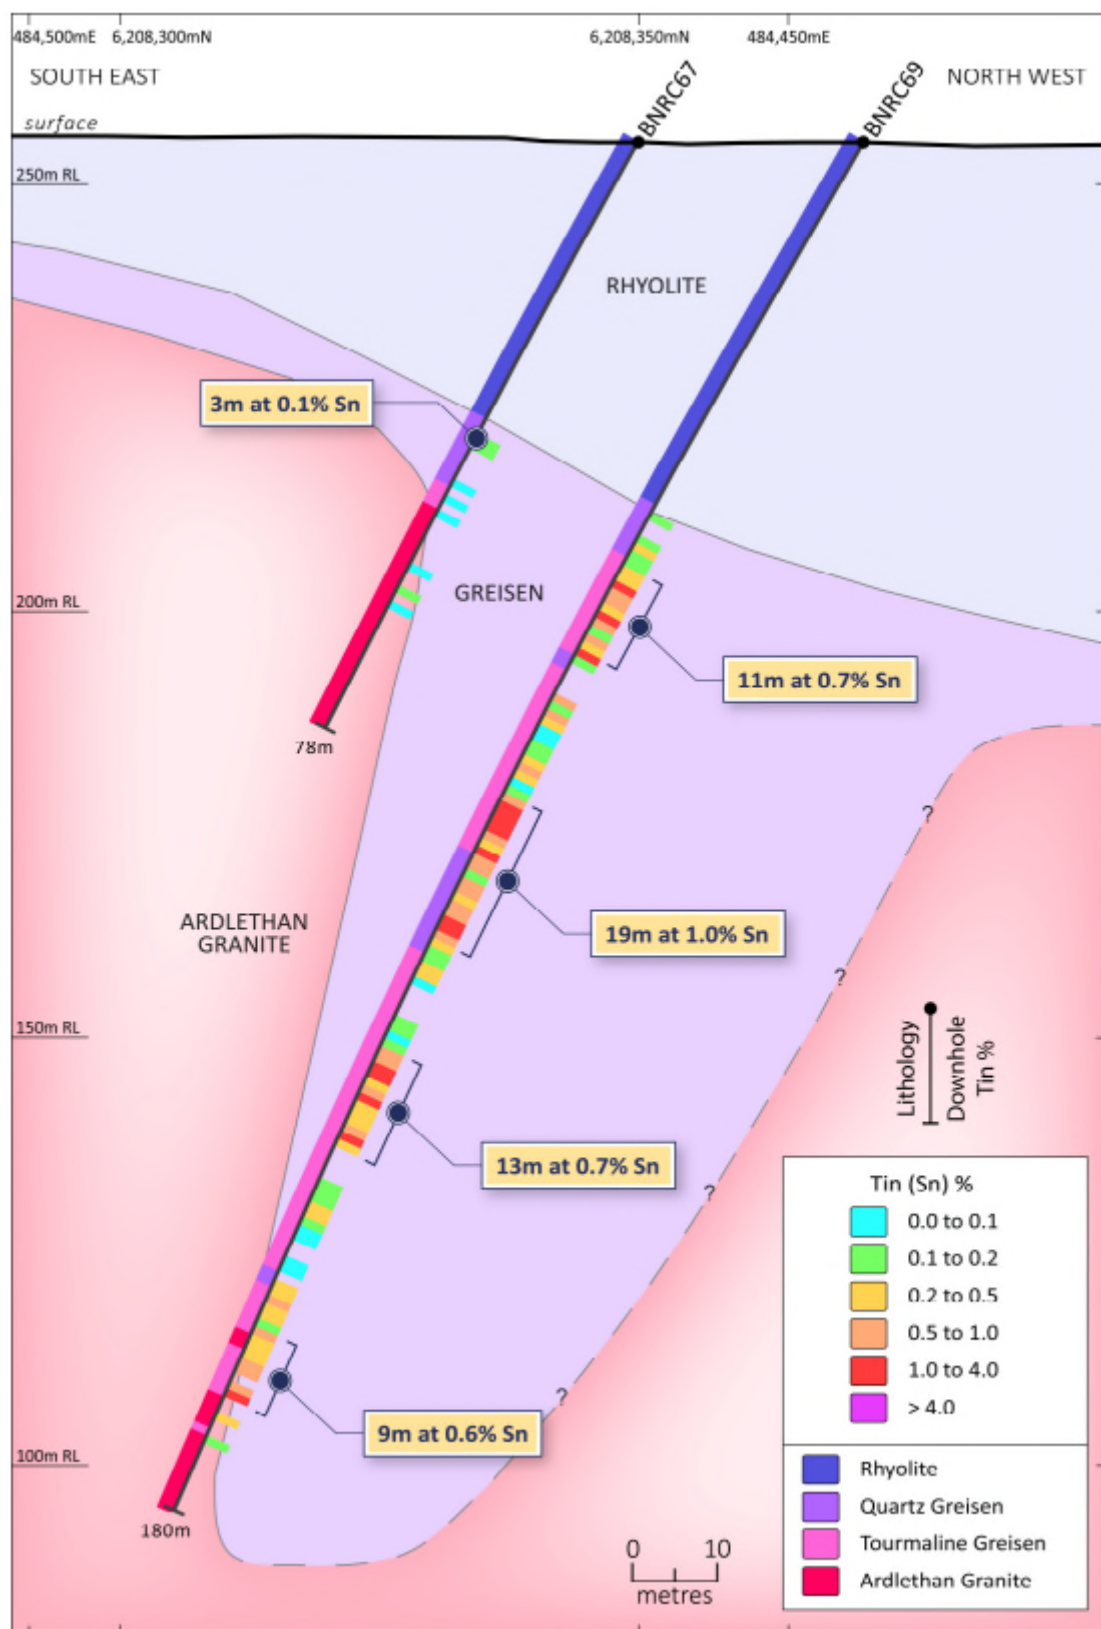 484,500mE 6,208,300mN 6,208,350mN 484,450mE
SOUTH EAST
NORTH WEST
BNRC67
BNRC69
surface
250m RL
RHYOLITE
3m at 0.1% Sn
GREISEN
200m RL
11m at 0.7% Sn
78m
?
ARDLETHAN
GRANITE
19m at 1.0% Sn
?
150m RL
Lithology
Downhole
Tin %
13m at 0.7% Sn
?
Tin (Sn) %
0.0 to 0.1
0.1 to 0.2
0.2 to 0.5
0.5 to 1.0
1.0 to 4.0
> 4.0
?
9m at 0.6% Sn
100m RL
Rhyolite
Quartz Greisen
Tourmaline Greisen
Ardlethan Granite
180m
0 10
metres